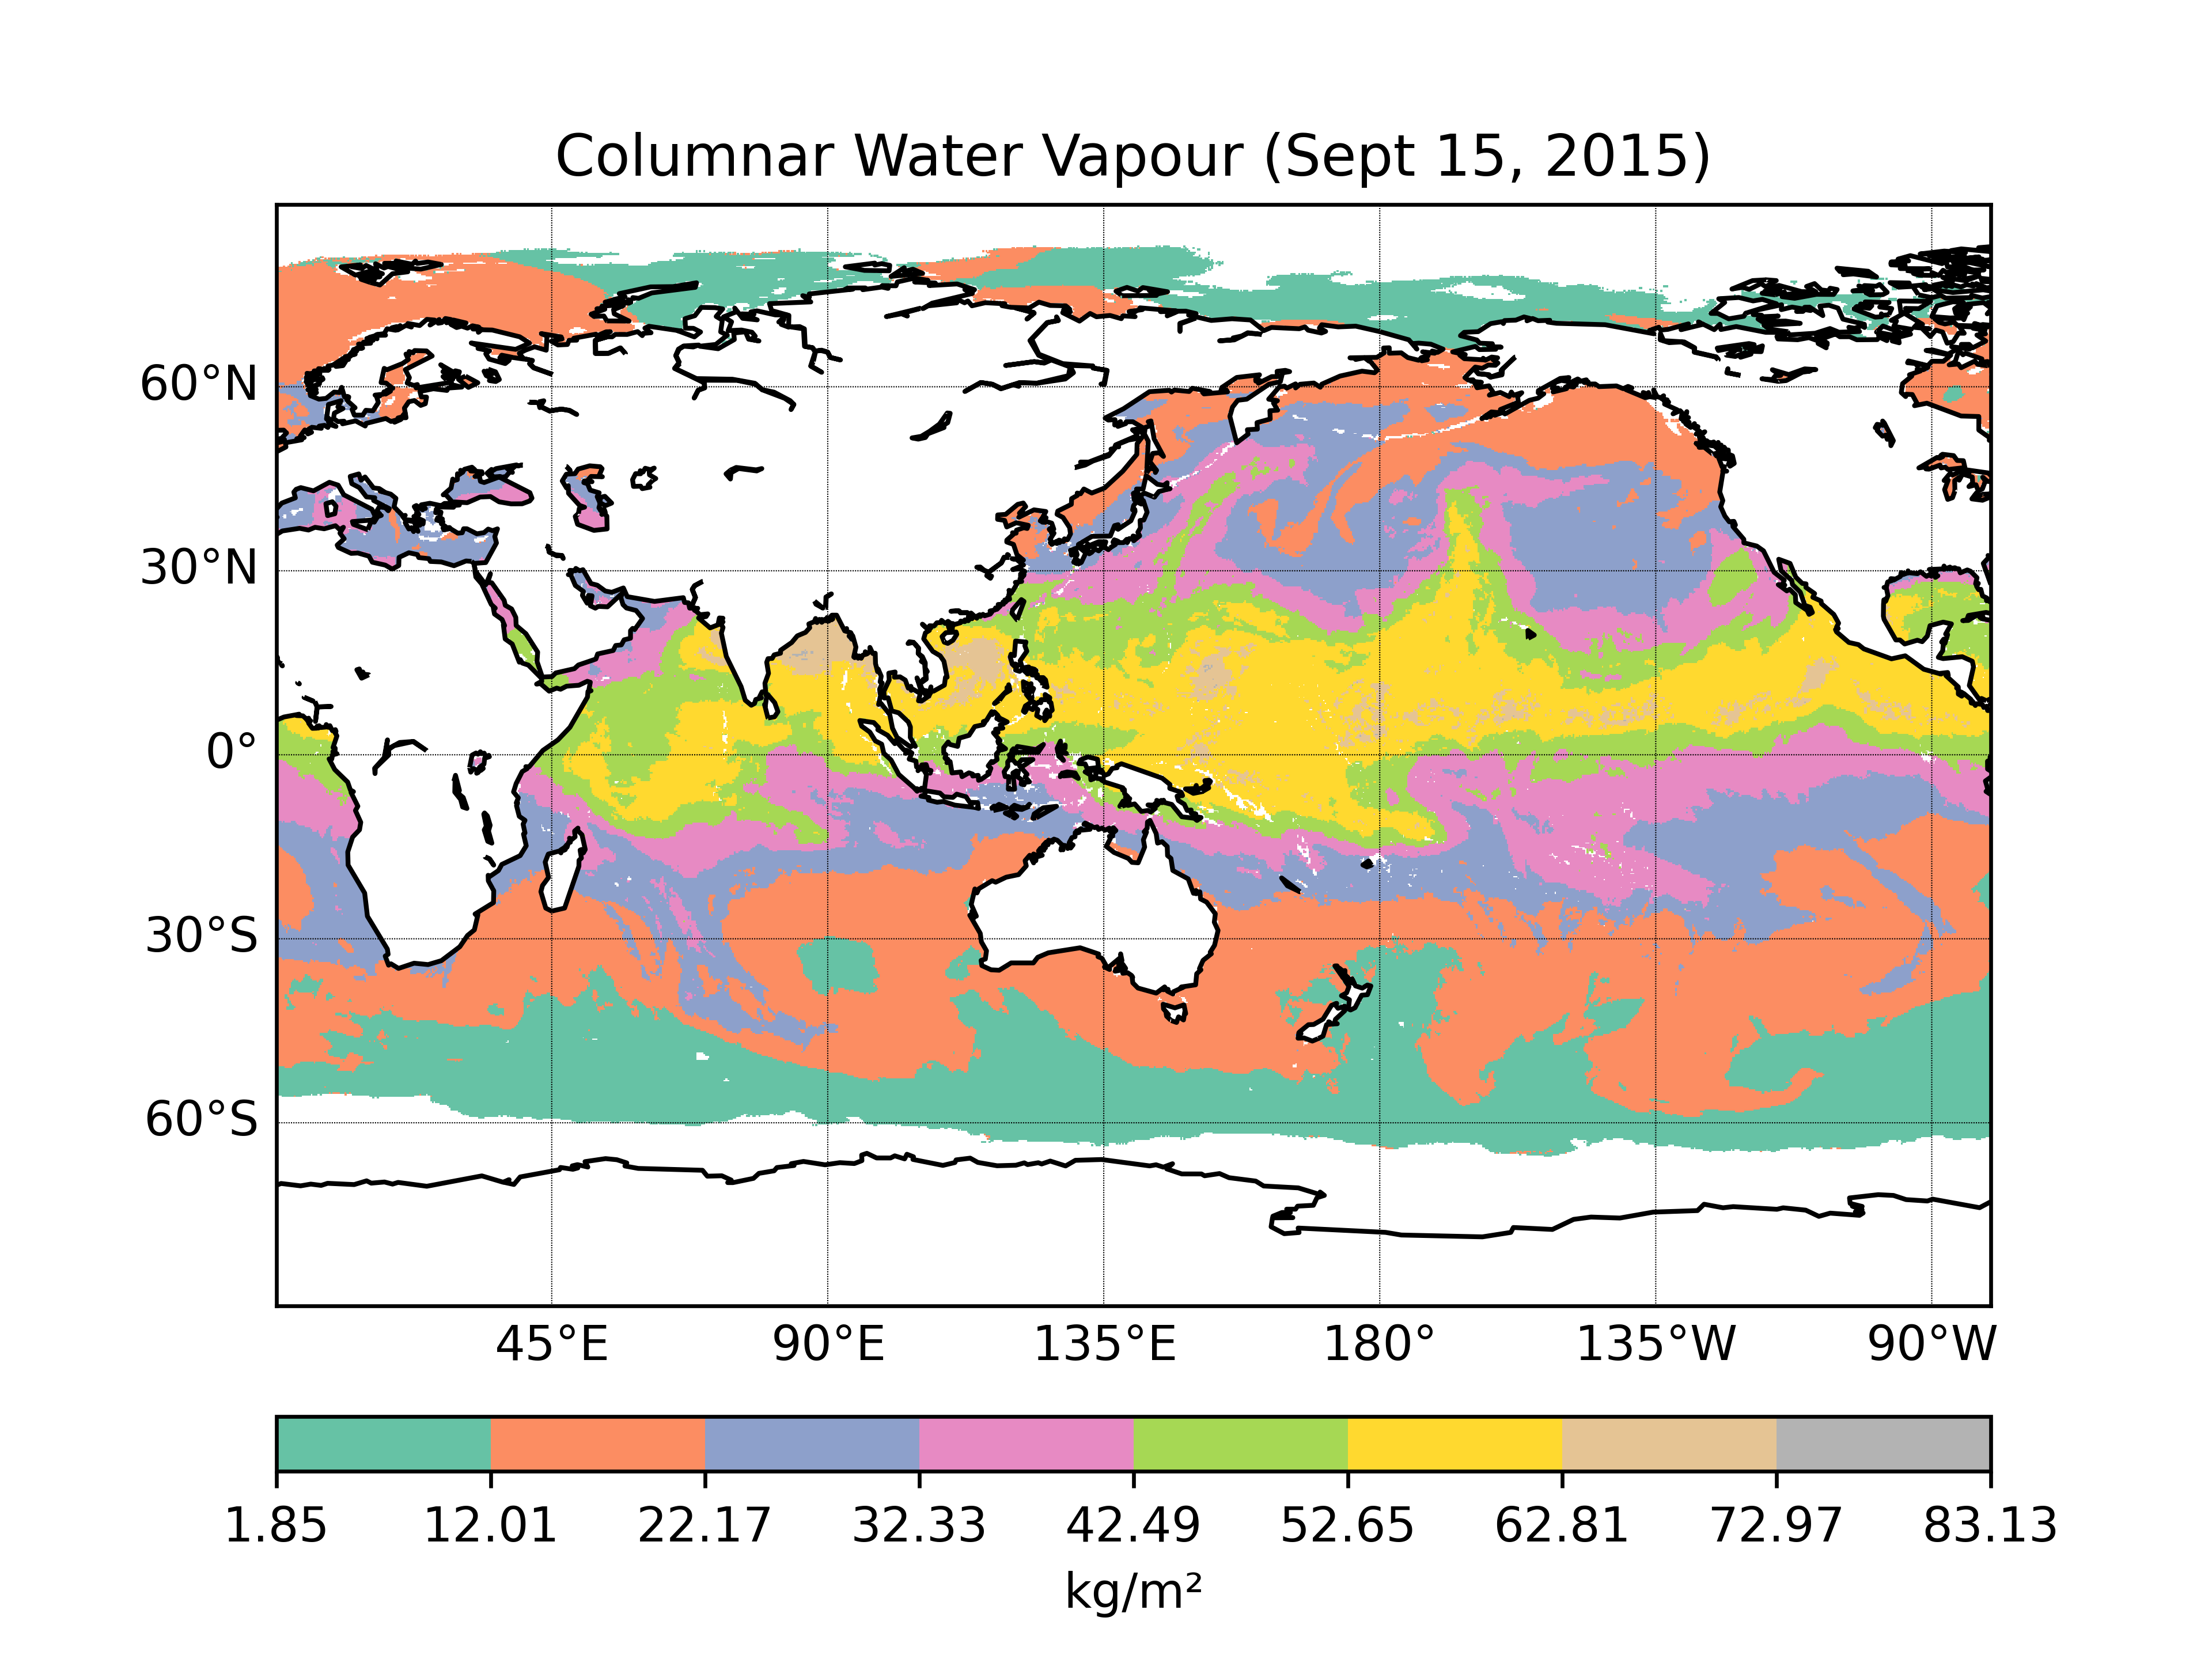 Columnar Water Vapour (Sept 15, 2015)
60°N
30°N
0°
30°S
60°S
45°E 90°E 135°E 180° 135°W 90°W
1.85 12.01 22.17 32.33 42.49 52.65 62.81 72.97 83.13
kg/m²